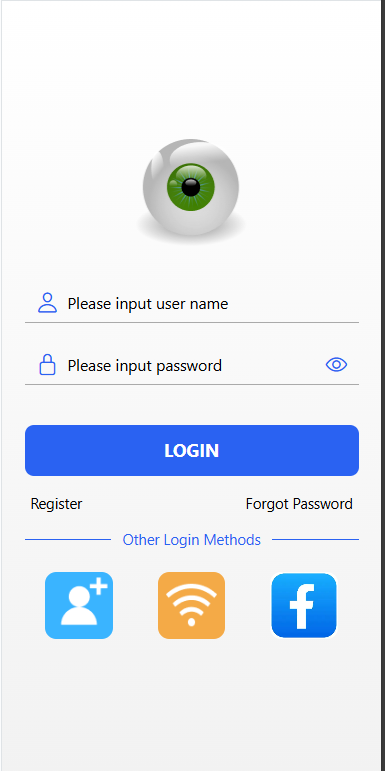 Please input user name
Please input password
LOGIN
Register Forgot Password
Other Login Methods